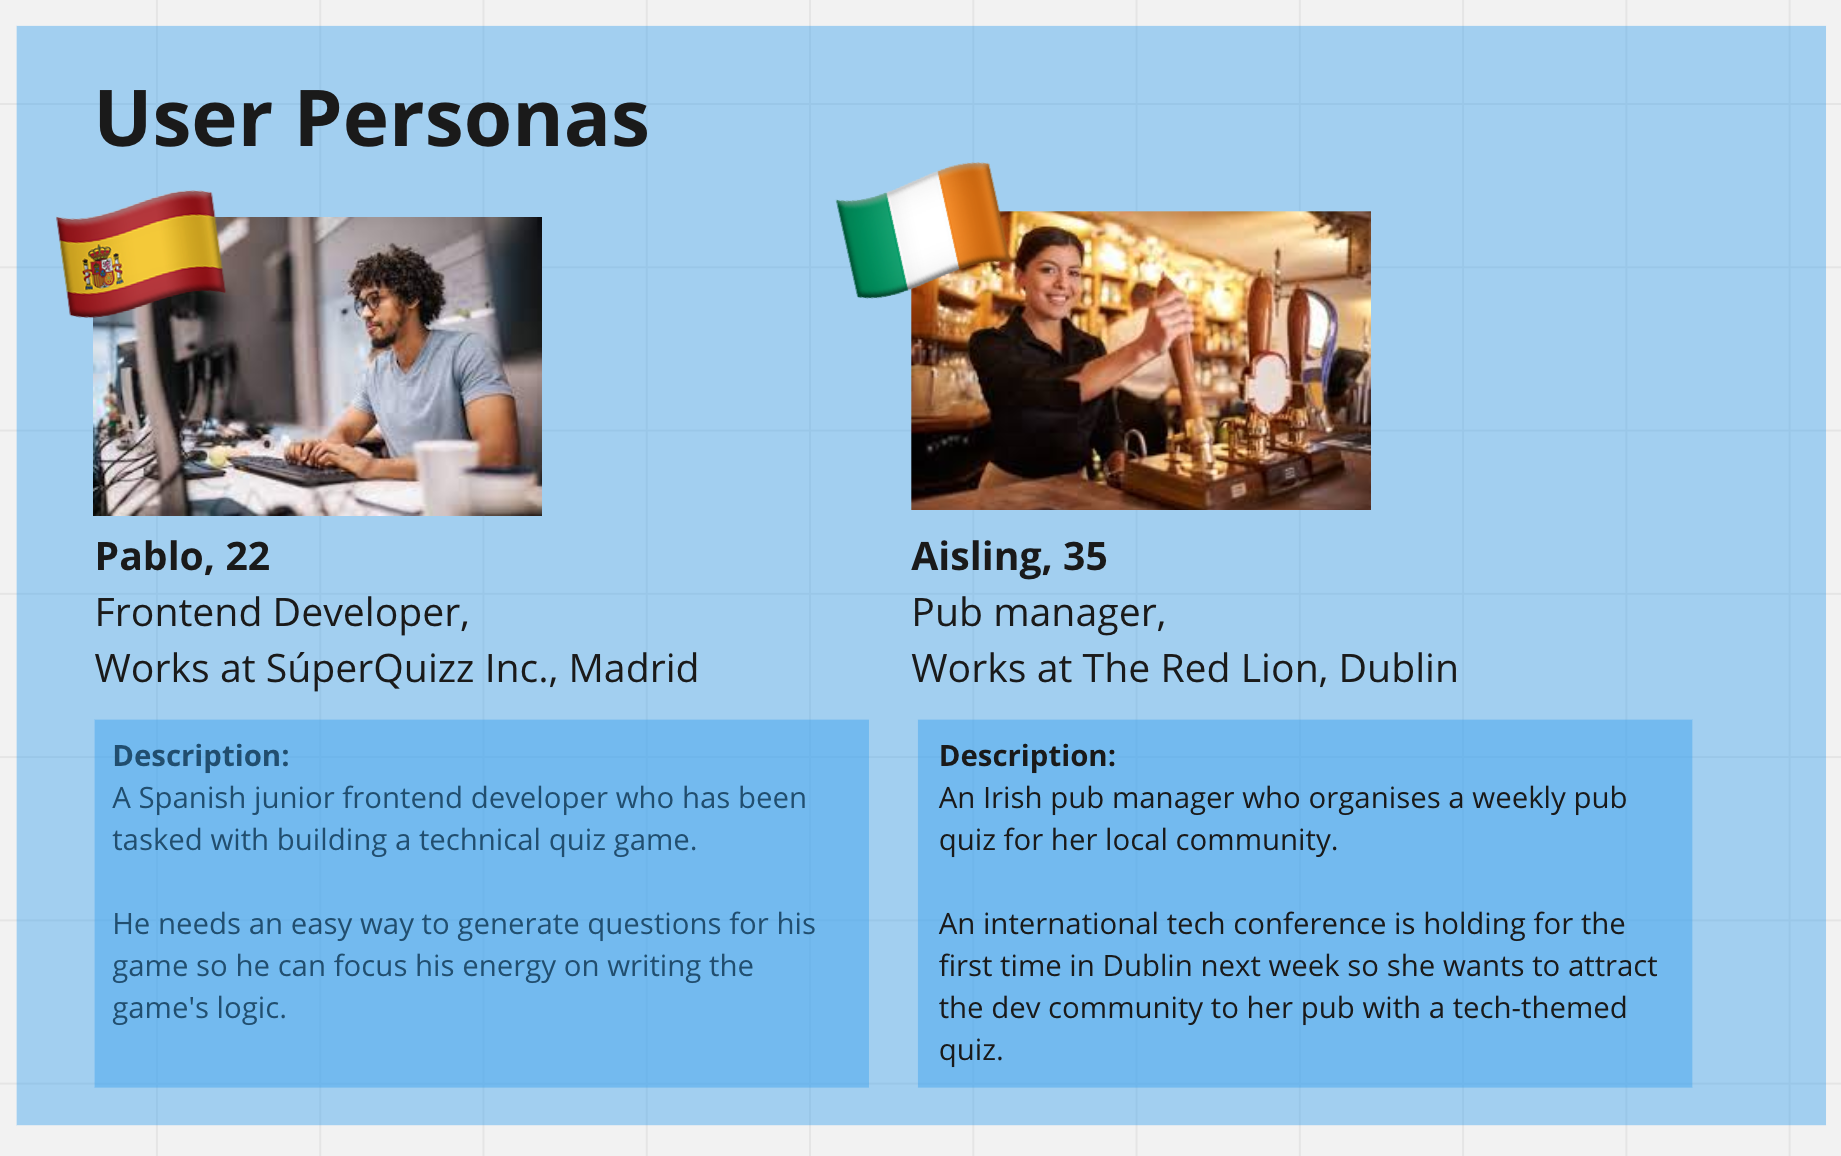 User Personas
Pablo, 22
Frontend Developer,
Works at SúperQuizz Inc., Madrid
Description:
A Spanish junior frontend developer who has been
tasked with building a technical quiz game.
He needs an easy way to generate questions for his
game so he can focus his energy on writing the
game's logic.
Aisling, 35
Pub manager,
Works at The Red Lion, Dublin
Description:
An Irish pub manager who organises a weekly pub
quiz for her local community.
An international tech conference is holding for the
first time in Dublin next week so she wants to attract
the dev community to her pub with a tech-themed
quiz.